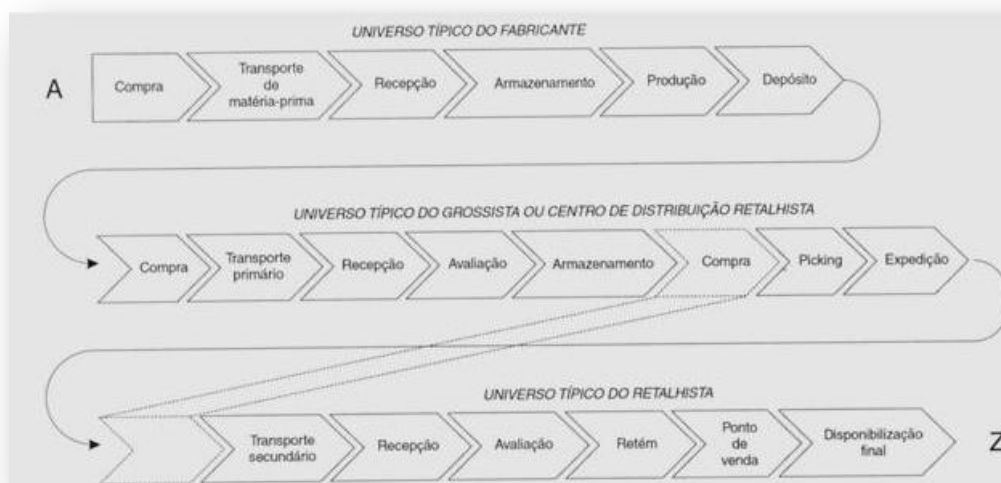 UNIVERSO TÍPICO DO FABRICANTE
A
Compra
Transporte
de
matéria-prima
Recepção
Armazenamento
Produção
Depósito
UNIVERSO TÍPICO DO GROSSISTA OU CENTRO DE DISTRIBUIÇÃO RETALHISTA
Compra
Transporte
primário
Recepção
Avaliação
Armazenamento
Compra
Picking
Expedição
UNIVERSO TÍPICO DO RETALHISTA
Transporte
secundário
Recepção
Avaliação
Retém
Ponto
de
venda
Disponibilização
final
Z